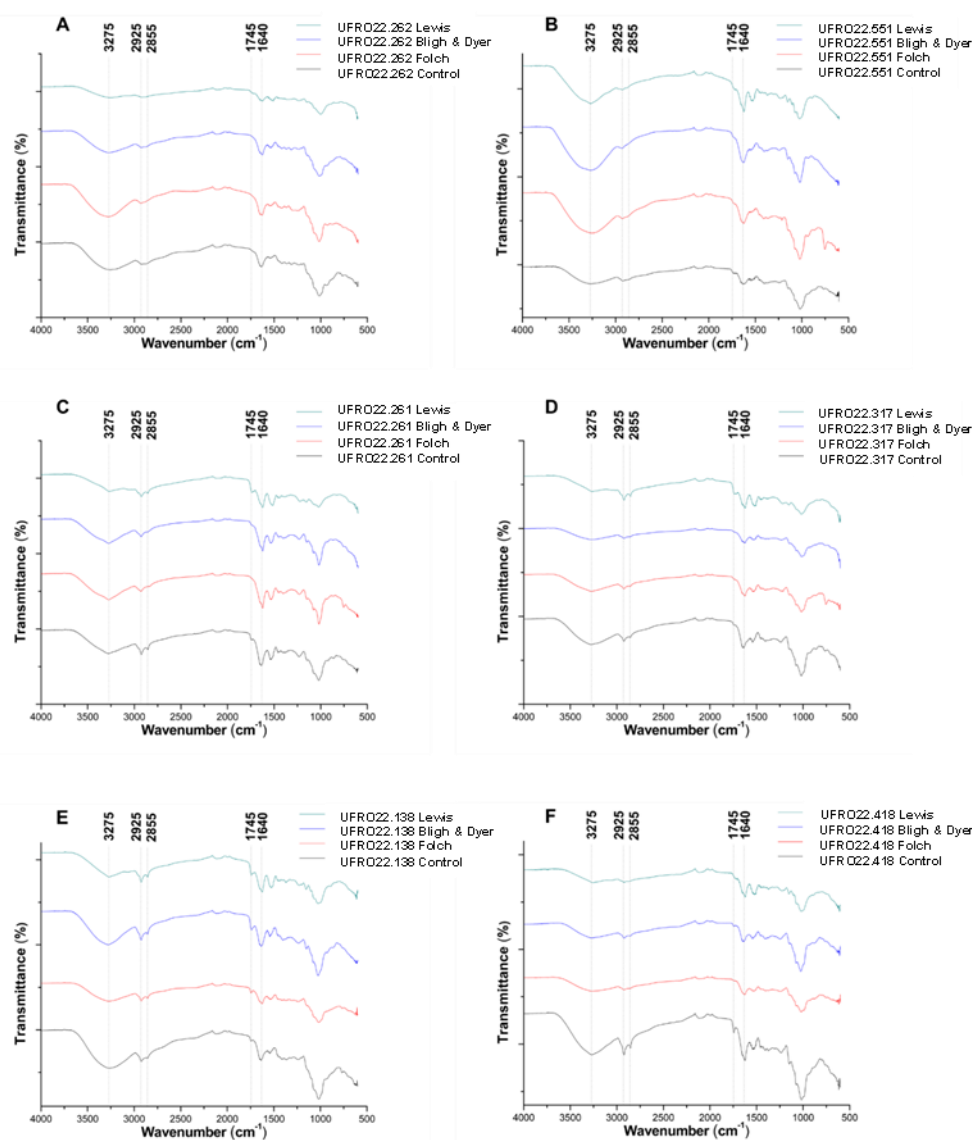 A
3275
2925
2855
1745
1640
UFRO22.262 Lewis
UFRO22.262 Bligh & Dyer
UFRO22.262 Folch
UFRO22.262 Control
Transmittance (%)
4000 3500 3000 2500 2000 1500 1000 500
Wavenumber (cm-1)
B
3275
2925
2855
1745
1640
UFRO22.551 Lewis
UFRO22.551 Bligh & Dyer
UFRO22.551 Folch
UFRO22.551 Control
Transmittance (%)
4000 3500 3000 2500 2000 1500 1000 500
Wavenumber (cm-1)
C
3275
2925
2855
1745
1640
UFRO22.261 Lewis
UFRO22.261 Bligh & Dyer
UFRO22.261 Folch
UFRO22.261 Control
Transmittance (%)
4000 3500 3000 2500 2000 1500 1000 500
Wavenumber (cm-1)
D
3275
2925
2855
1745
1640
UFRO22.317 Lewis
UFRO22.317 Bligh & Dyer
UFRO22.317 Folch
UFRO22.317 Control
Transmittance (%)
4000 3500 3000 2500 2000 1500 1000 500
Wavenumber (cm-1)
E
3275
2925
2855
1745
1640
UFRO22.138 Lewis
UFRO22.138 Bligh & Dyer
UFRO22.138 Folch
UFRO22.138 Control
Transmittance (%)
4000 3500 3000 2500 2000 1500 1000 500
Wavenumber (cm-1)
F
3275
2925
2855
1745
1640
UFRO22.418 Lewis
UFRO22.418 Bligh & Dyer
UFRO22.418 Folch
UFRO22.418 Control
Transmittance (%)
4000 3500 3000 2500 2000 1500 1000 500
Wavenumber (cm-1)